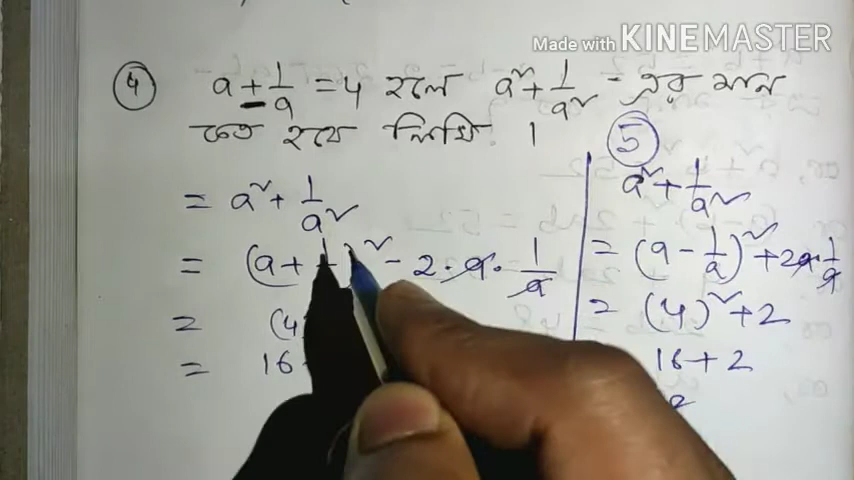 Made with KINEMASTER
④ a + 1/a = 4 হলে a² + 1/a² - এর মান
কত হবে লিখি ।
= a² + 1/a²
= (a + 1 )² - 2 · a · 1/a
= (4
= 16
⑤
a² + 1/a²
= (a - 1/a)² + 2a · 1/a
= (4)² + 2
16 + 2